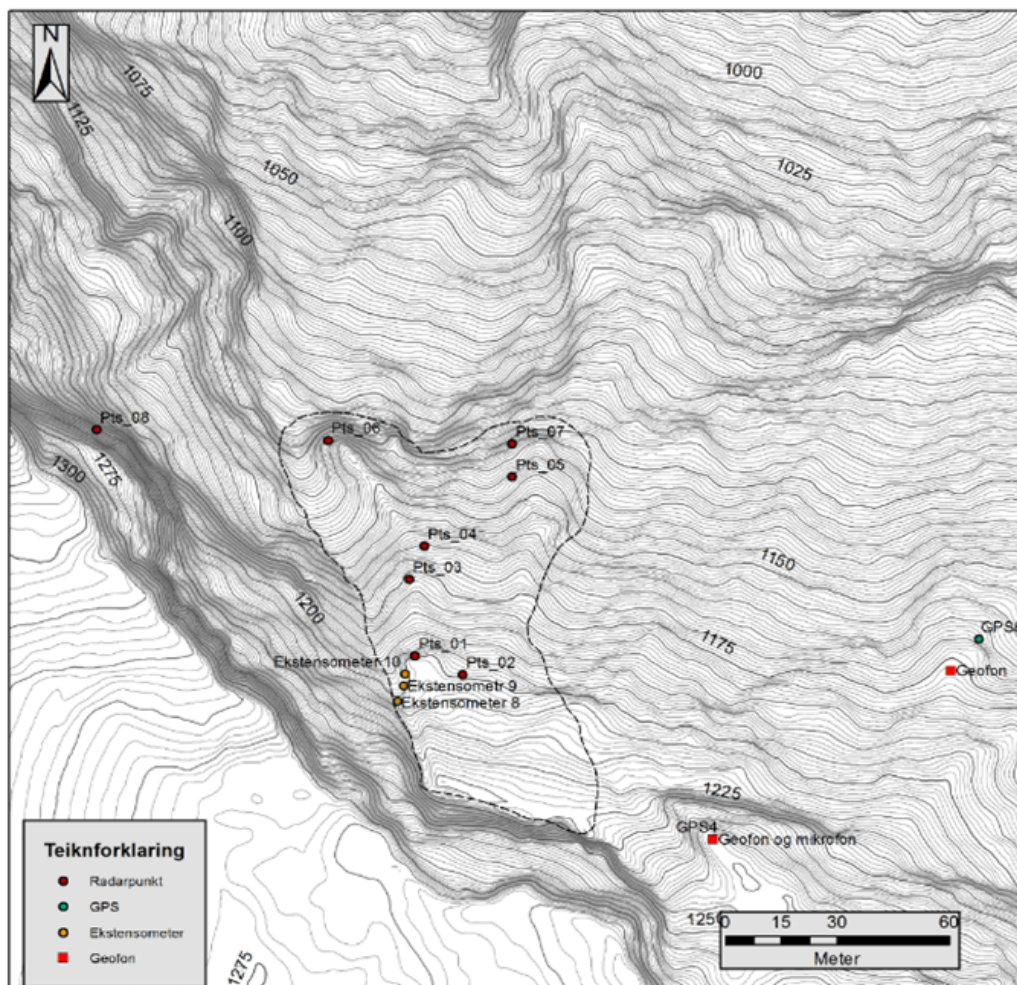 N
1075
1125
1000
1050
1025
1100
Pts_08
Pts_06
Pts_07
1300
1275
Pts_05
Pts_04
1150
Pts_03
1200
1175
Pts_01
Ekstensometer 10
Pts_02
Ekstensometr 9
Ekstensometer 8
Geofon
1225
GPS4
Geofon og mikrofon
Teiknforklaring
Radarpunkt
GPS
Ekstensometer
Geofon
1275
0 15 30 60
Meter